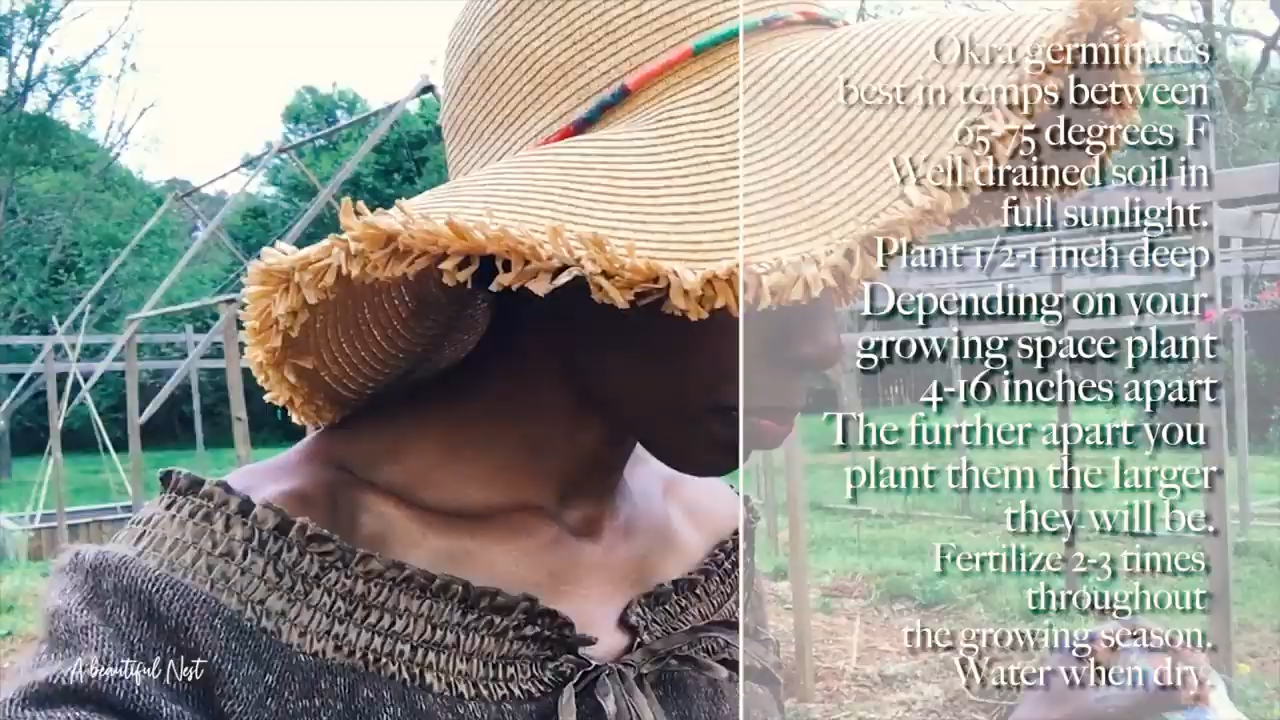 Okra germinates
best in temps between
65-75 degrees F
Well drained soil in
full sunlight.
Plant 1/2-1 inch deep
Depending on your
growing space plant
4-16 inches apart
The further apart you
plant them the larger
they will be.
Fertilize 2-3 times
throughout
the growing season.
Water when dry.
A beautiful Nest